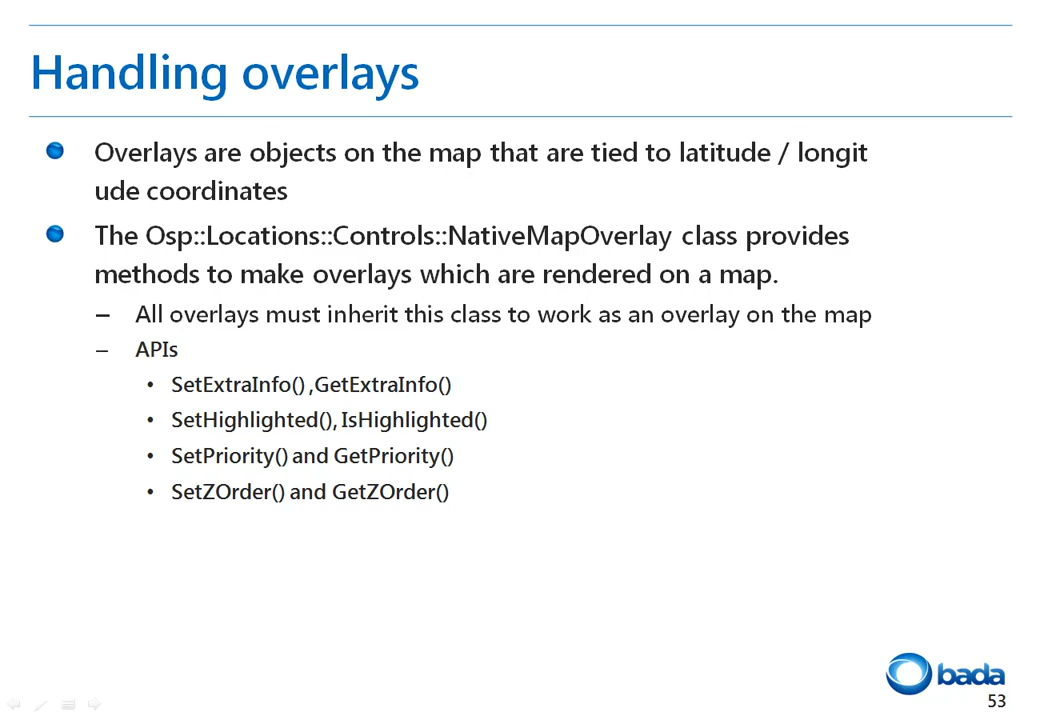 Handling overlays
Overlays are objects on the map that are tied to latitude / longit
ude coordinates
The Osp::Locations::Controls::NativeMapOverlay class provides
methods to make overlays which are rendered on a map.
– All overlays must inherit this class to work as an overlay on the map
– APIs
• SetExtraInfo() ,GetExtraInfo()
• SetHighlighted(), IsHighlighted()
• SetPriority() and GetPriority()
• SetZOrder() and GetZOrder()
bada
53